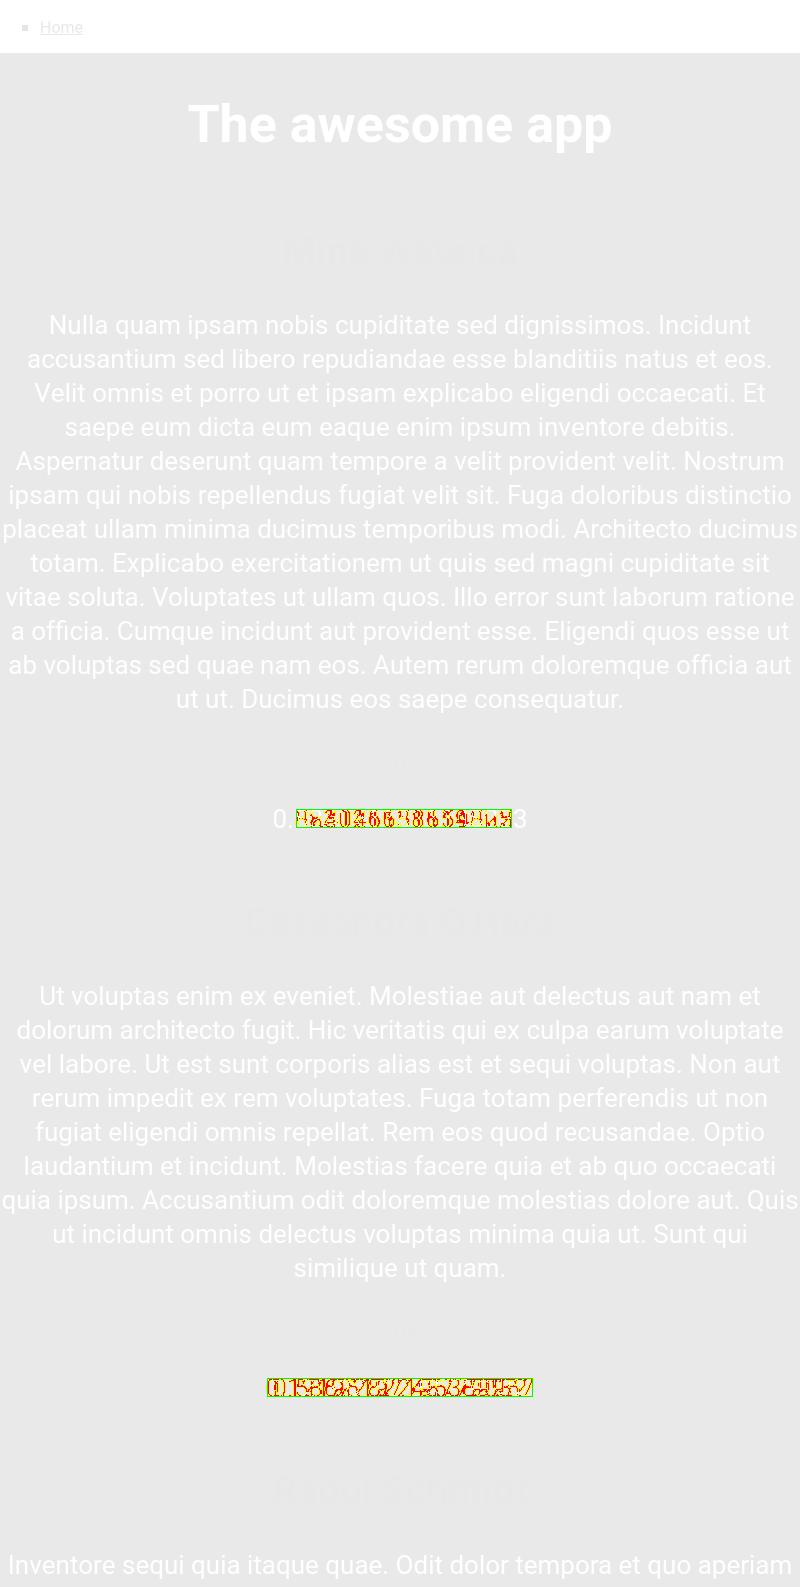 Home
The awesome app
Nulla quam ipsam nobis cupiditate sed dignissimos. Incidunt
accusantium sed libero repudiandae esse blanditiis natus et eos.
Velit omnis et porro ut et ipsam explicabo eligendi occaecati. Et
saepe eum dicta eum eaque enim ipsum inventore debitis.
Aspernatur deserunt quam tempore a velit provident velit. Nostrum
ipsam qui nobis repellendus fugiat velit sit. Fuga doloribus distinctio
placeat ullam minima ducimus temporibus modi. Architecto ducimus
totam. Explicabo exercitationem ut quis sed magni cupiditate sit
vitae soluta. Voluptates ut ullam quos. Illo error sunt laborum ratione
a officia. Cumque incidunt aut provident esse. Eligendi quos esse ut
ab voluptas sed quae nam eos. Autem rerum doloremque officia aut
ut ut. Ducimus eos saepe consequatur.
Ut voluptas enim ex eveniet. Molestiae aut delectus aut nam et
dolorum architecto fugit. Hic veritatis qui ex culpa earum voluptate
vel labore. Ut est sunt corporis alias est et sequi voluptas. Non aut
rerum impedit ex rem voluptates. Fuga totam perferendis ut non
fugiat eligendi omnis repellat. Rem eos quod recusandae. Optio
laudantium et incidunt. Molestias facere quia et ab quo occaecati
quia ipsum. Accusantium odit doloremque molestias dolore aut. Quis
ut incidunt omnis delectus voluptas minima quia ut. Sunt qui
similique ut quam.
Inventore sequi quia itaque quae. Odit dolor tempora et quo aperiam